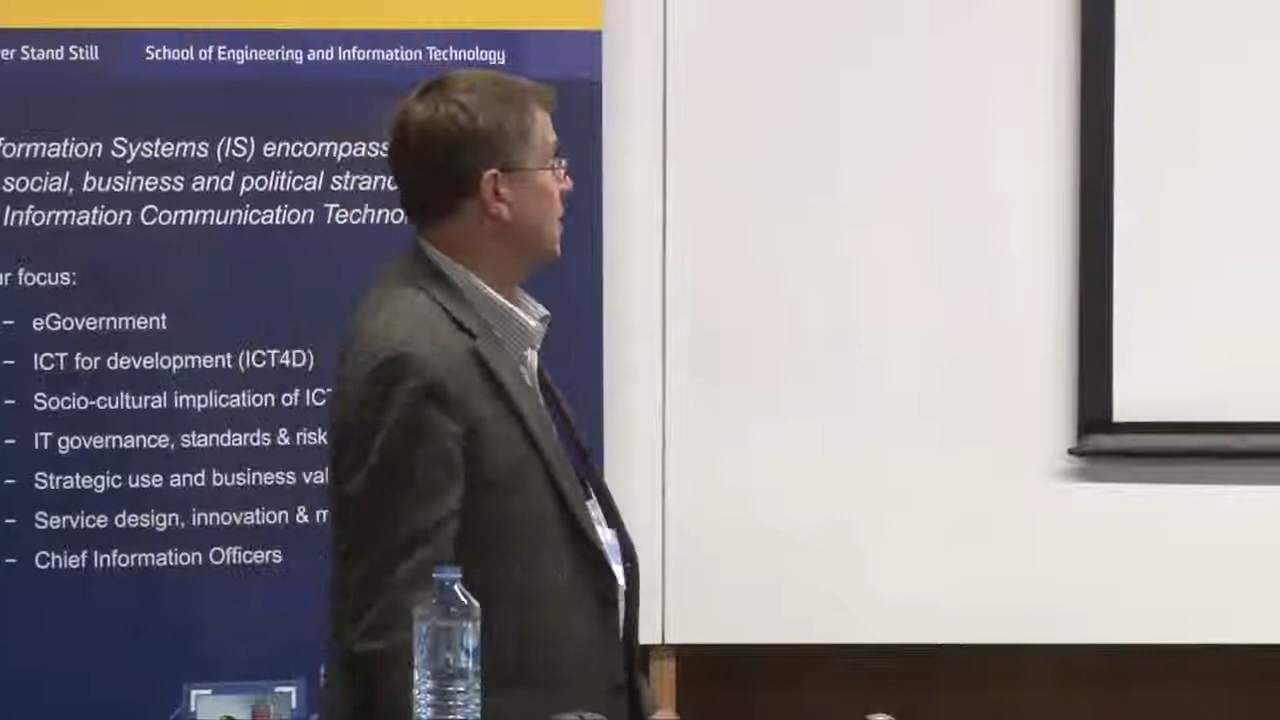 er Stand Still School of Engineering and Information Technology
formation Systems (IS) encompass
social, business and political stranc
Information Communication Techno
r focus:
– eGovernment
– ICT for development (ICT4D)
– Socio-cultural implication of IC
– IT governance, standards & risk
– Strategic use and business val
– Service design, innovation & m
– Chief Information Officers